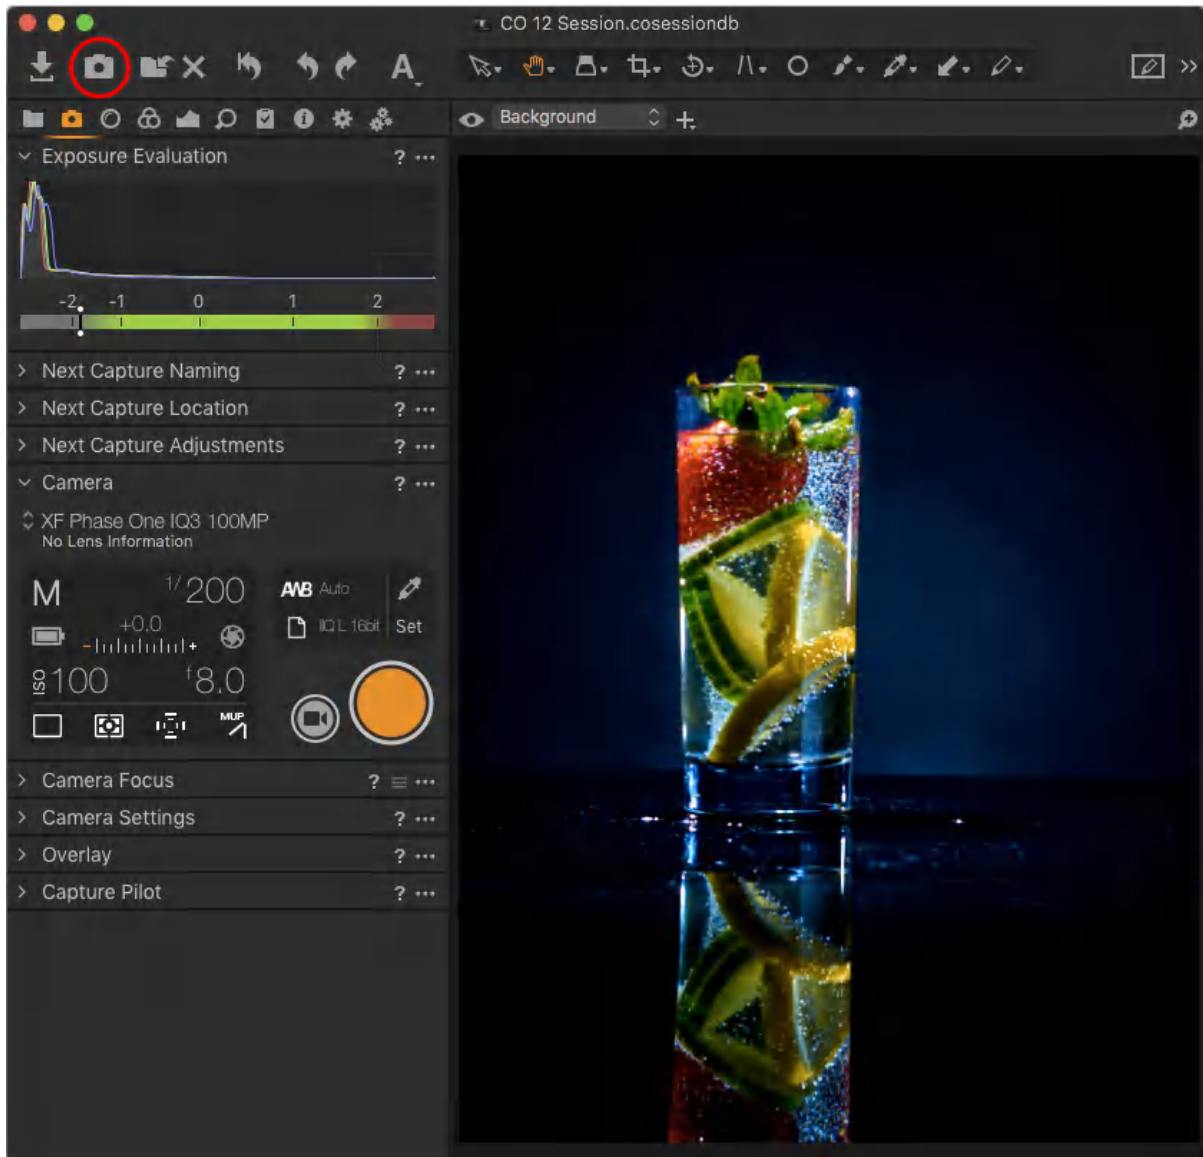 CO 12 Session.cosessiondb
A
Background
Exposure Evaluation ? ...
-2 -1 0 1 2
Next Capture Naming ? ...
Next Capture Location ? ...
Next Capture Adjustments ? ...
Camera ? ...
XF Phase One IQ3 100MP
No Lens Information
M 1/200 AWB Auto
+0.0 IQ L 16bit Set
- +
ISO 100 f8.0
MUP
Camera Focus ? ...
Camera Settings ? ...
Overlay ? ...
Capture Pilot ? ...